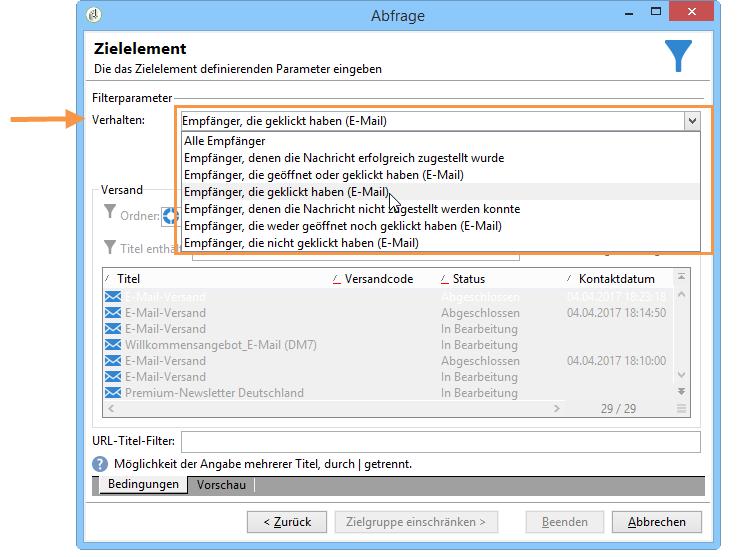 Abfrage
Zielelement
Die das Zielelement definierenden Parameter eingeben
Filterparameter
Verhalten: Empfänger, die geklickt haben (E-Mail)
Alle Empfänger
Empfänger, denen die Nachricht erfolgreich zugestellt wurde
Empfänger, die geöffnet oder geklickt haben (E-Mail)
Empfänger, die geklickt haben (E-Mail)
Empfänger, denen die Nachricht nicht zugestellt werden konnte
Empfänger, die weder geöffnet noch geklickt haben (E-Mail)
Empfänger, die nicht geklickt haben (E-Mail)
Versand
Ordner:
Titel enthält
Titel Versandcode Status Kontaktdatum
E-Mail-Versand Abgeschlossen 04.04.2017 18:23:18
E-Mail-Versand Abgeschlossen 04.04.2017 18:14:50
E-Mail-Versand In Bearbeitung
Willkommensangebot_E-Mail (DM7) In Bearbeitung
E-Mail-Versand Abgeschlossen 04.04.2017 18:10:00
E-Mail-Versand In Bearbeitung
Premium-Newsletter Deutschland In Bearbeitung
29 / 29
URL-Titel-Filter:
? Möglichkeit der Angabe mehrerer Titel, durch | getrennt.
Bedingungen Vorschau
< Zurück Zielgruppe einschränken > Beenden Abbrechen